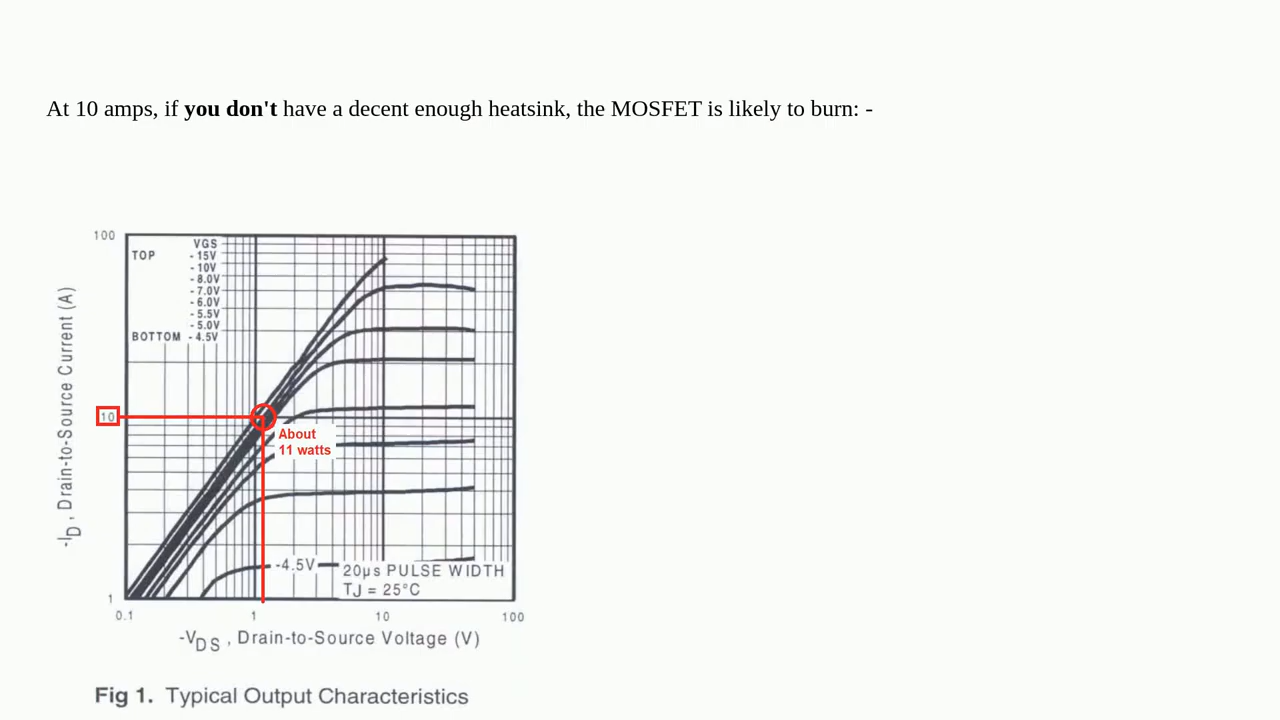 At 10 amps, if you don't have a decent enough heatsink, the MOSFET is likely to burn: -
100
VGS
TOP - 15V
- 10V
- 8.0V
- 7.0V
- 6.0V
- 5.5V
- 5.0V
BOTTOM - 4.5V
-ID , Drain-to-Source Current (A)
10
About
11 watts
-4.5V
20µs PULSE WIDTH
TJ = 25°C
1
0.1 1 10 100
-VDS , Drain-to-Source Voltage (V)
Fig 1. Typical Output Characteristics